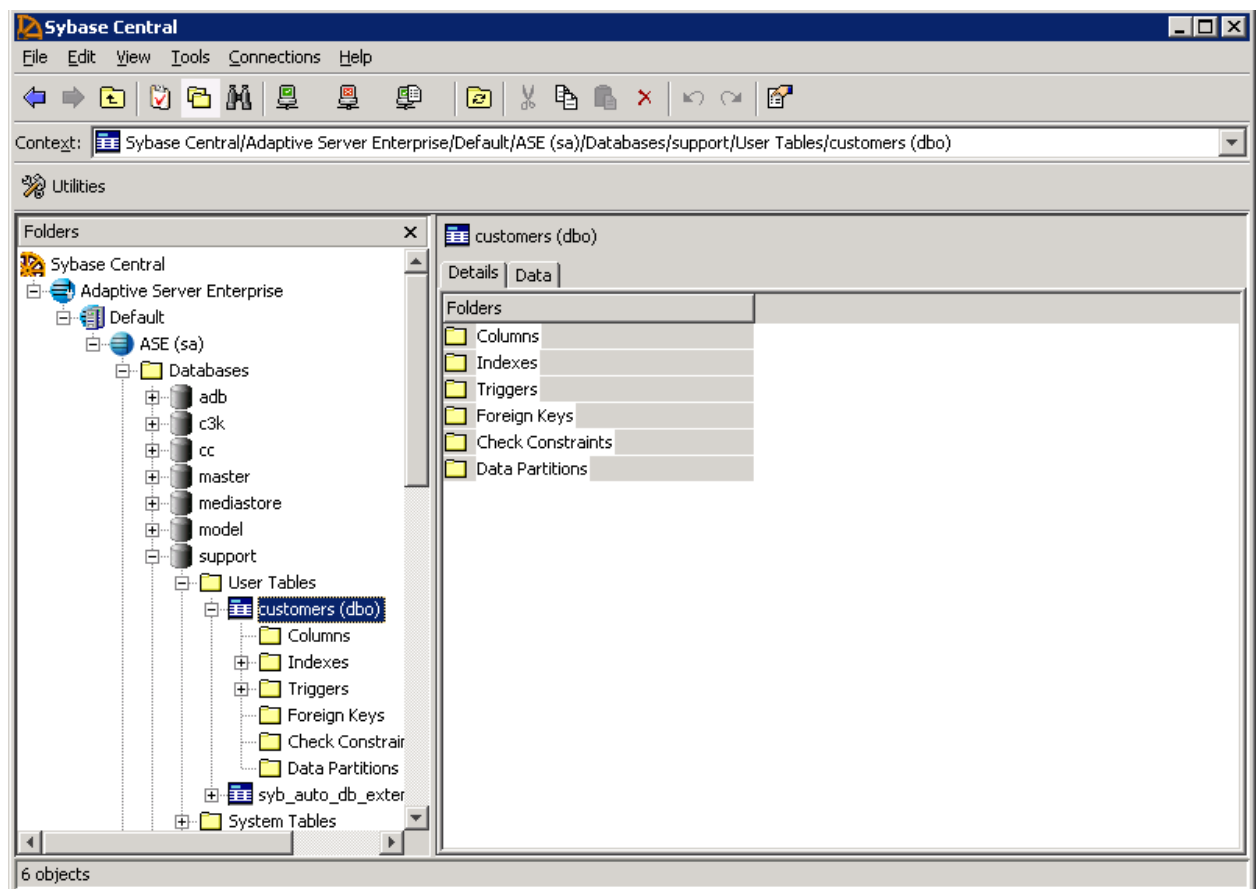 Sybase Central
File Edit View Tools Connections Help
Context: Sybase Central/Adaptive Server Enterprise/Default/ASE (sa)/Databases/support/User Tables/customers (dbo)
Utilities
Folders
Sybase Central
Adaptive Server Enterprise
Default
ASE (sa)
Databases
adb
c3k
cc
master
mediastore
model
support
User Tables
customers (dbo)
Columns
Indexes
Triggers
Foreign Keys
Check Constrain
Data Partitions
syb_auto_db_exter
System Tables
customers (dbo)
Details Data
Folders
Columns
Indexes
Triggers
Foreign Keys
Check Constraints
Data Partitions
6 objects